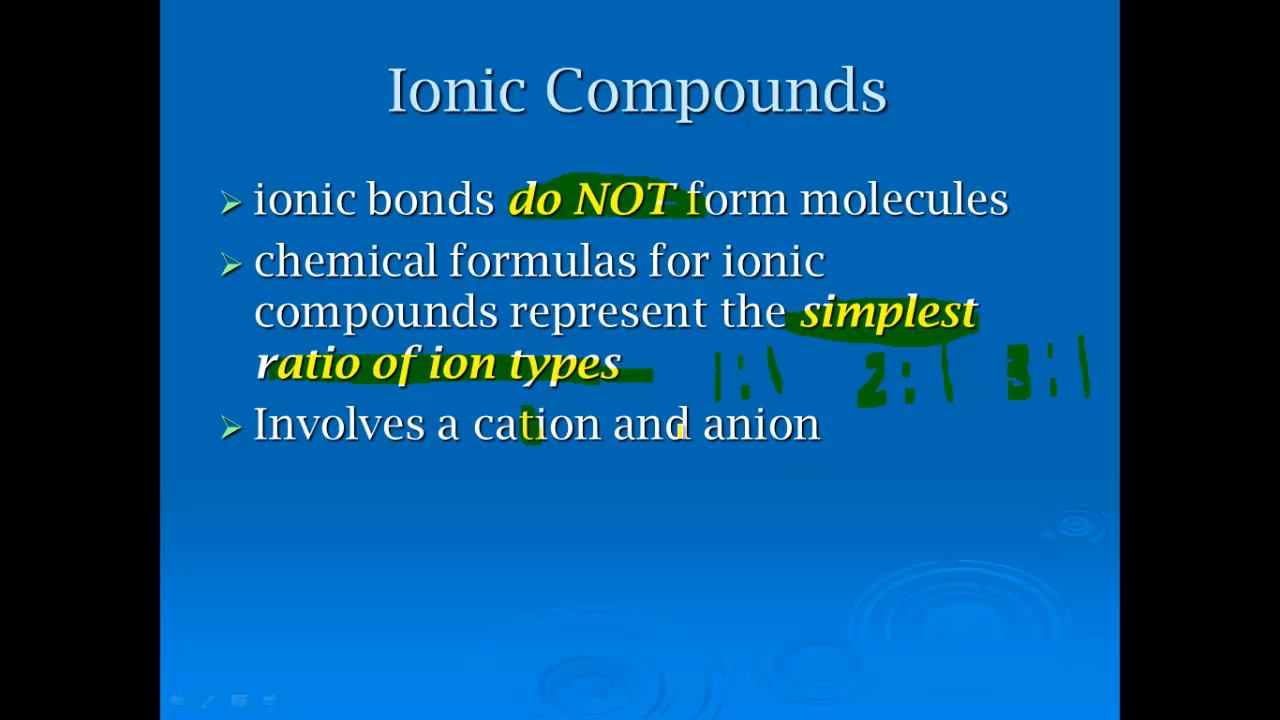 Ionic Compounds
ionic bonds do NOT form molecules
chemical formulas for ionic
compounds represent the simplest
ratio of ion types
1:1 2:1 3:1
Involves a cation and anion